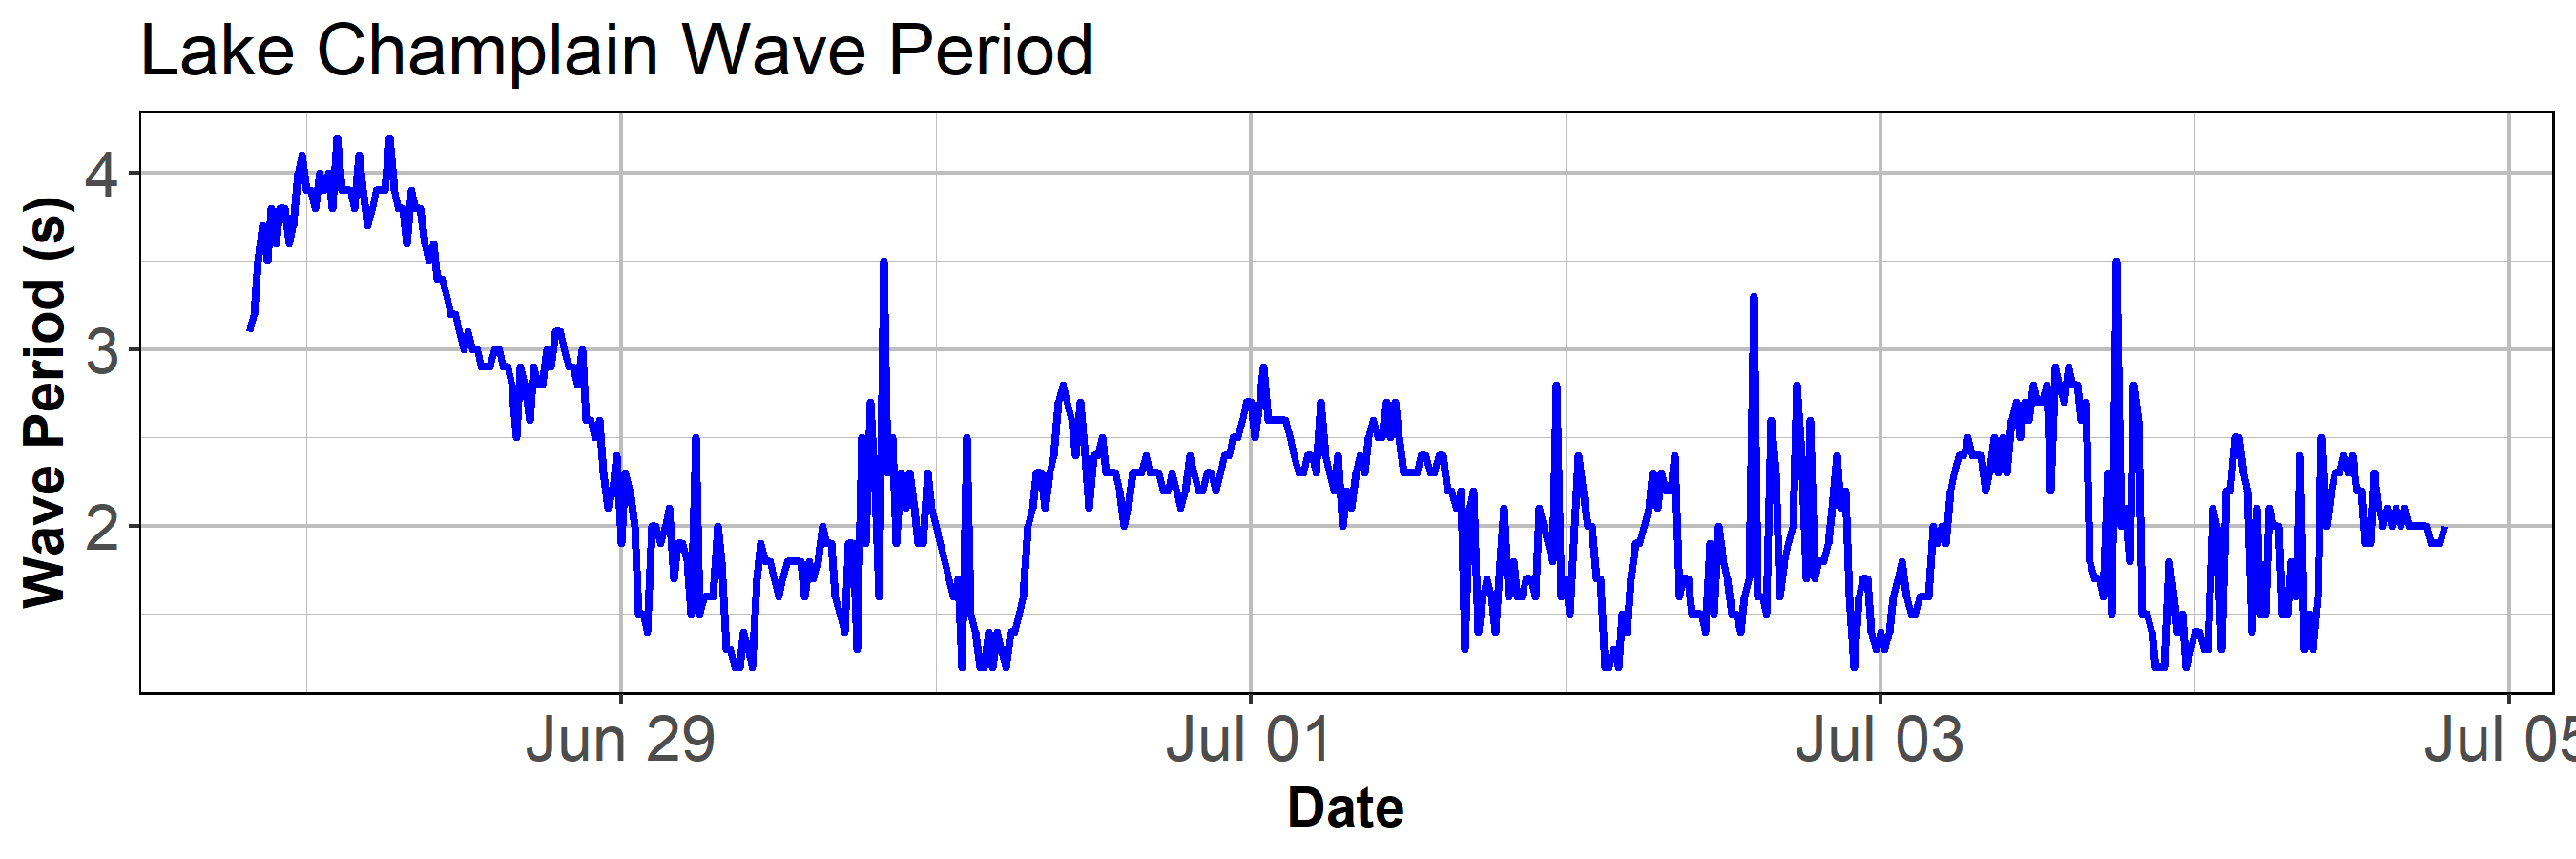 Lake Champlain Wave Period
Wave Period (s)
4
3
2
Jun 29 Jul 01 Jul 03 Jul 05
Date